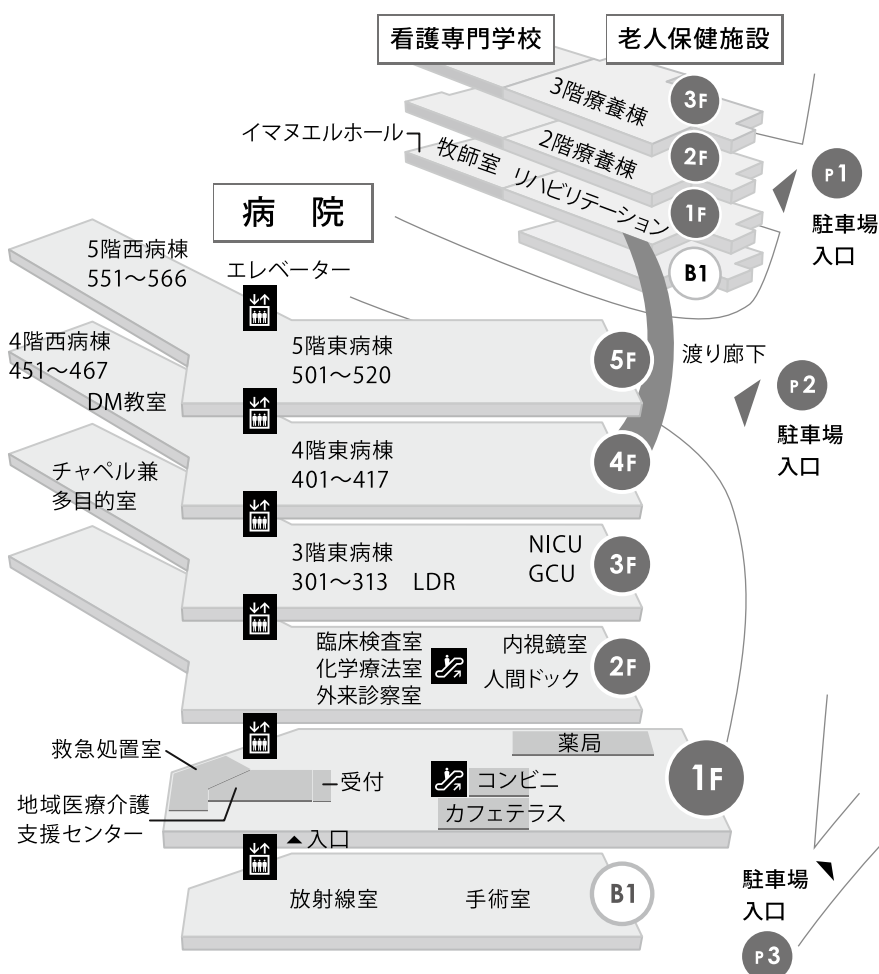 看護専門学校
老人保健施設
3階療養棟
3F
イマヌエルホール
2階療養棟
2F
牧師室 リハビリテーション
1F
B1
P1
駐車場
入口
病 院
エレベーター
5階西病棟
551～566
5階東病棟
501～520
5F
渡り廊下
P2
駐車場
入口
4階西病棟
451～467
DM教室
4階東病棟
401～417
4F
チャペル兼
多目的室
3階東病棟
301～313 LDR
NICU
GCU
3F
臨床検査室
化学療法室
外来診察室
内視鏡室
人間ドック
2F
救急処置室
地域医療介護
支援センター
受付
薬局
コンビニ
カフェテラス
1F
入口
放射線室
手術室
B1
駐車場
入口
P3